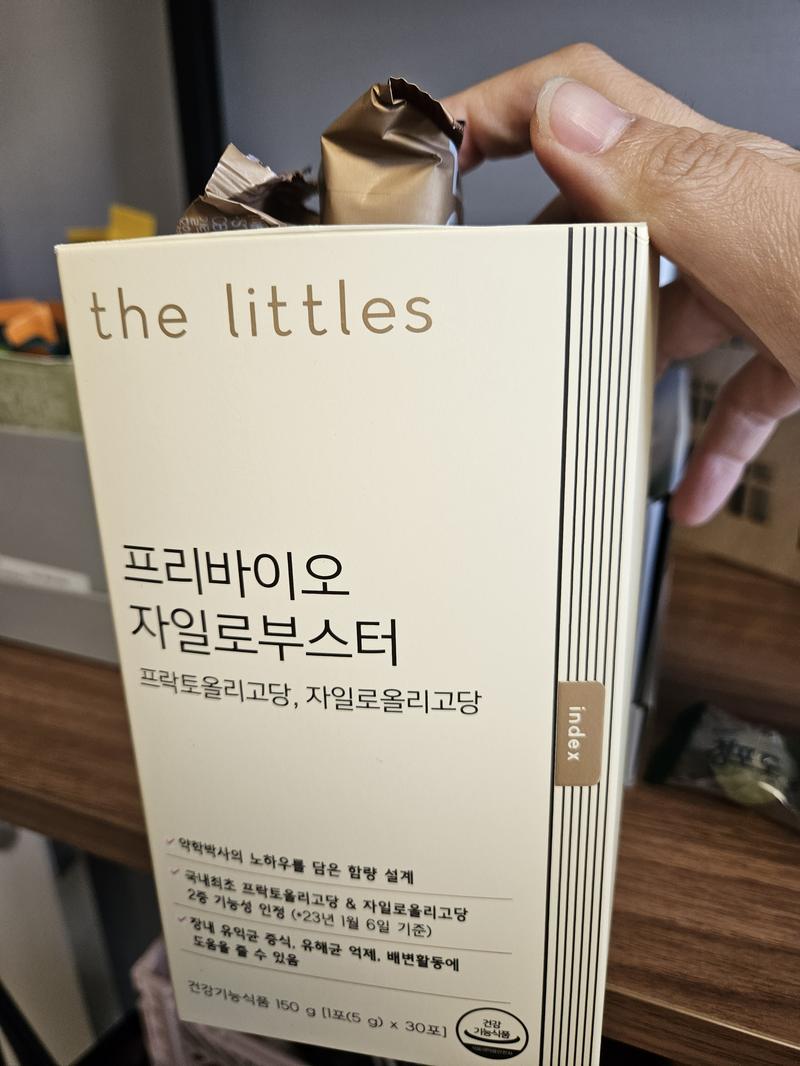 the littles
프리바이오
자일로부스터
프락토올리고당, 자일로올리고당
index
약학박사의 노하우를 담은 함량 설계
국내최초 프락토올리고당 & 자일로올리고당
2중 기능성 인정 (*23년 1월 6일 기준)
장내 유익균 증식, 유해균 억제, 배변활동에
도움을 줄 수 있음
건강기능식품 150 g [1포(5 g) x 30포]
건강
기능식품